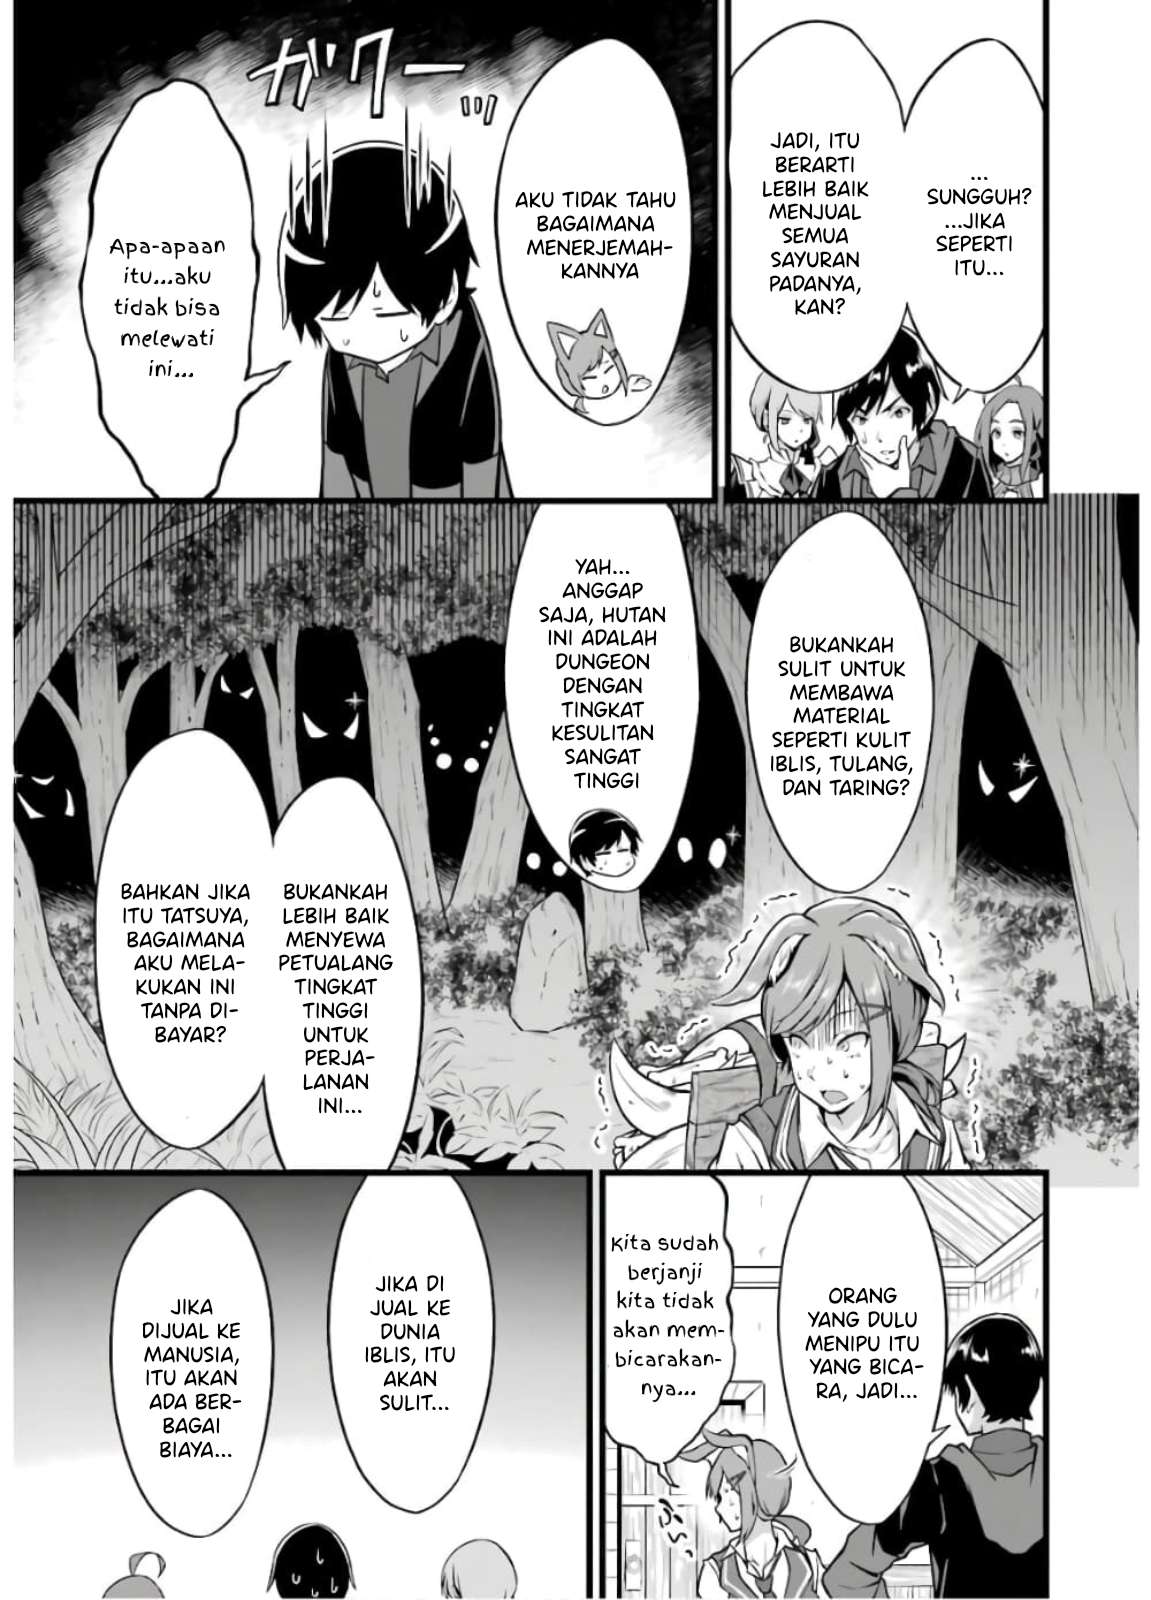 ...
SUNGGUH?
...JIKA
SEPERTI
ITU...
JADI, ITU
BERARTI
LEBIH BAIK
MENJUAL
SEMUA
SAYURAN
PADANYA,
KAN?
AKU TIDAK TAHU
BAGAIMANA
MENERJEMAH-
KANNYA
ガクー
Apa-apaan
itu...aku
tidak bisa
melewati
ini...
BUKANKAH
SULIT UNTUK
MEMBAWA
MATERIAL
SEPERTI KULIT
IBLIS, TULANG,
DAN TARING?
YAH...
ANGGAP
SAJA, HUTAN
INI ADALAH
DUNGEON
DENGAN
TINGKAT
KESULITAN
SANGAT
TINGGI
BUKANKAH
LEBIH BAIK
MENYEWA
PETUALANG
TINGKAT
TINGGI
UNTUK
PERJA-
LANAN
INI...
BAHKAN JIKA
ITU TATSUYA,
BAGAIMANA
AKU MELA-
KUKAN INI
TANPA DI-
BAYAR?
ORANG
YANG DULU
MENIPU ITU
YANG BICA-
RA, JADI...
Kita sudah
berjanji
kita tidak
akan mem-
bicarakan-
nya...
JIKA DI
JUAL KE
DUNIA
IBLIS, ITU
AKAN
SULIT...
JIKA
DIJUAL KE
MANUSIA,
ITU AKAN
ADA BER-
BAGAI
BIAYA...